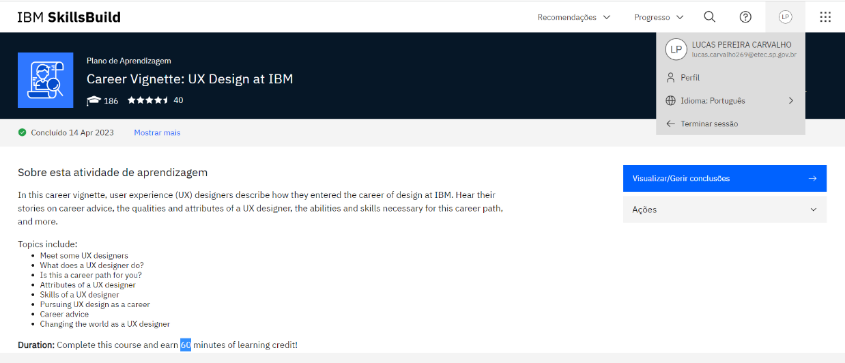 IBM SkillsBuild
Recomendações
Progresso
LP
Plano de Aprendizagem
Career Vignette: UX Design at IBM
186
40
LP
LUCAS PEREIRA CARVALHO
lucas.carvalho269@etec.sp.gov.br
Perfil
Idioma: Português
Terminar sessão
Concluído 14 Apr 2023
Mostrar mais
Sobre esta atividade de aprendizagem
In this career vignette, user experience (UX) designers describe how they entered the career of design at IBM. Hear their
stories on career advice, the qualities and attributes of a UX designer, the abilities and skills necessary for this career path,
and more.
Topics include:
Meet some UX designers
What does a UX designer do?
Is this a career path for you?
Attributes of a UX designer
Skills of a UX designer
Pursuing UX design as a career
Career advice
Changing the world as a UX designer
Duration: Complete this course and earn 60 minutes of learning credit!
Visualizar/Gerir conclusões
Ações